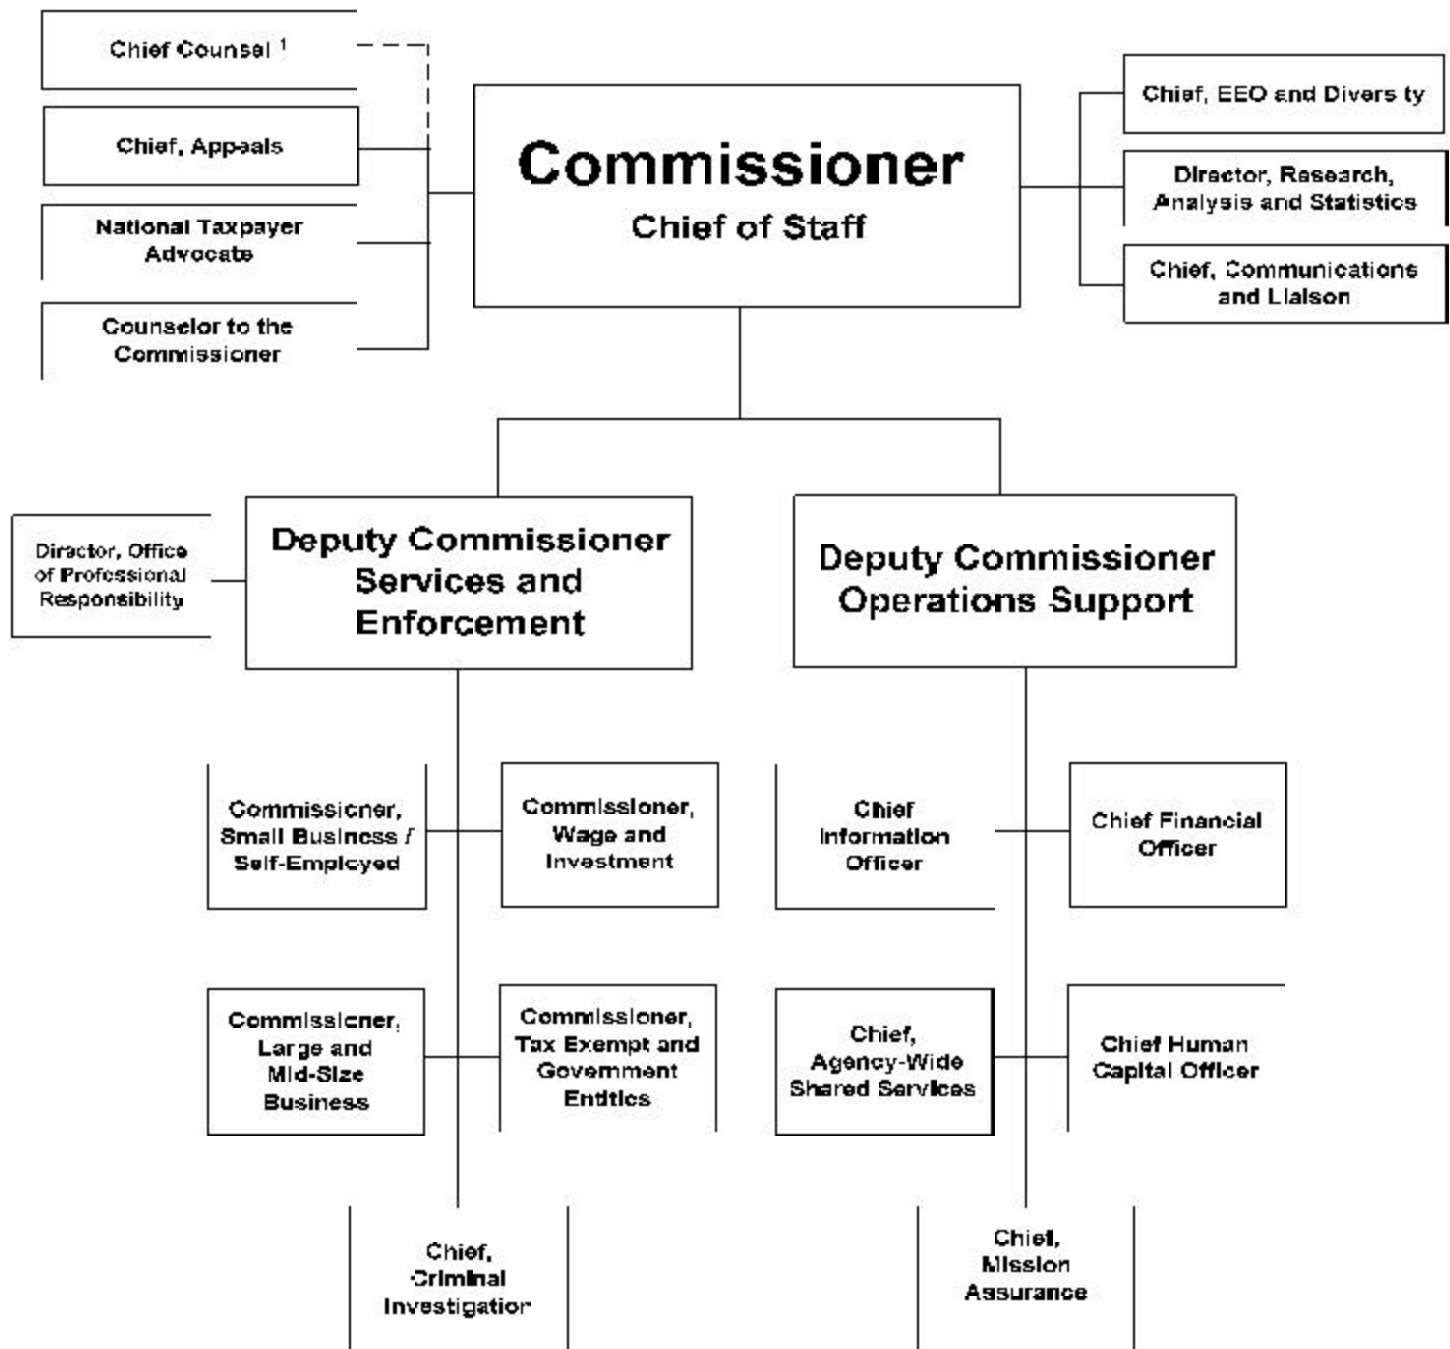 Chief Counsel 1
Chief, Appeals
National Taxpayer
Advocate
Counselor to the
Commissioner
Commissioner
Chief of Staff
Chief, EEO and Diversity
Director, Research,
Analysis and Statistics
Chief, Communications
and Liaison
Director, Office
of Professional
Responsibility
Deputy Commissioner
Services and
Enforcement
Deputy Commissioner
Operations Support
Commissioner,
Small Business /
Self-Employed
Commissioner,
Wage and
Investment
Chief
Information
Officer
Chief Financial
Officer
Commissioner,
Large and
Mid-Size
Business
Commissioner,
Tax Exempt and
Government
Entities
Chief,
Agency-Wide
Shared Services
Chief Human
Capital Officer
Chief,
Criminal
Investigation
Chief,
Mission
Assurance